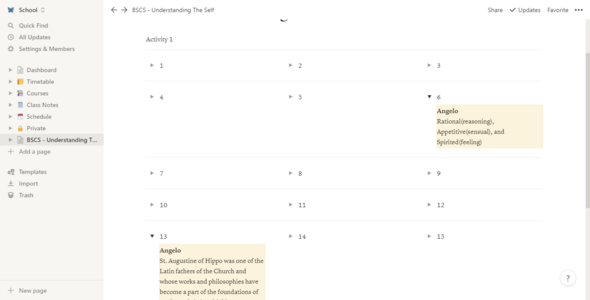 School
BSCS - Understanding The Self
Share
Updates
Favorite
Quick Find
All Updates
Settings & Members
Dashboard
Timetable
Courses
Class Notes
Schedule
Private
BSCS - Understanding T...
Add a page
Templates
Import
Trash
New page
Activity 1
1
2
3
4
5
6
Angelo
Rational(reasoning),
Appetitive(sensual), and
Spirited(feeling)
7
8
9
10
11
12
13
14
15
Angelo
St. Augustine of Hippo was one of the
Latin fathers of the Church and
whose works and philosophies have
become a part of the foundations of
?